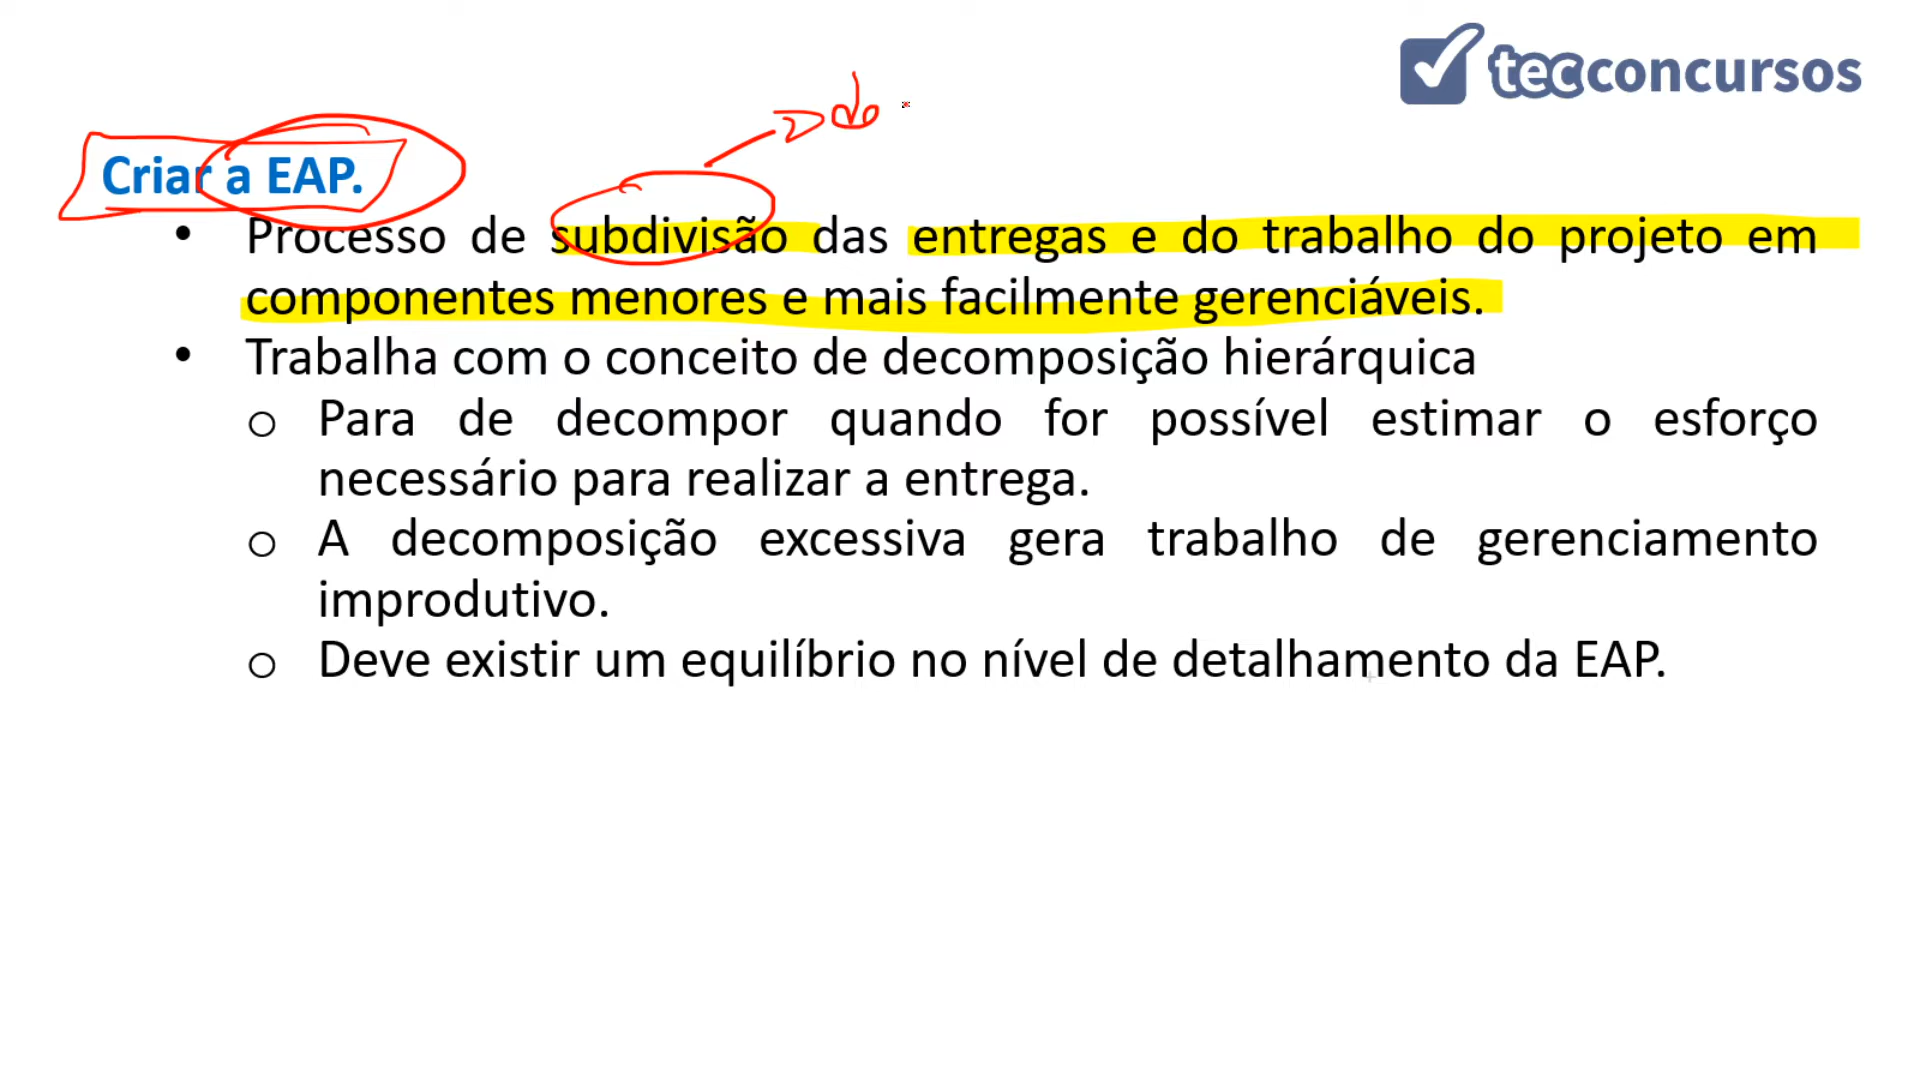 tecconcursos
do
Criar a EAP.
• Processo de subdivisão das entregas e do trabalho do projeto em
componentes menores e mais facilmente gerenciáveis.
• Trabalha com o conceito de decomposição hierárquica
o Para de decompor quando for possível estimar o esforço
necessário para realizar a entrega.
o A decomposição excessiva gera trabalho de gerenciamento
improdutivo.
o Deve existir um equilíbrio no nível de detalhamento da EAP.